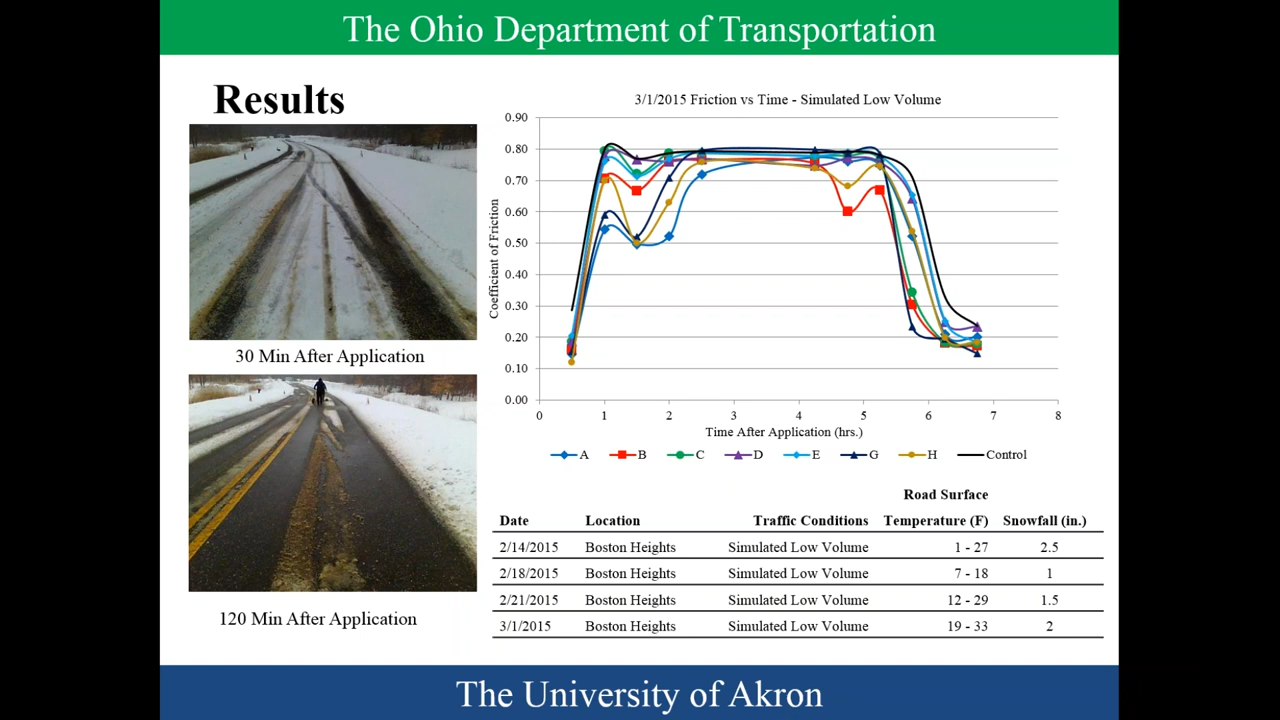 The Ohio Department of Transportation
Results
30 Min After Application
120 Min After Application
3/1/2015 Friction vs Time - Simulated Low Volume
Coefficient of Friction
0.90
0.80
0.70
0.60
0.50
0.40
0.30
0.20
0.10
0.00
0 1 2 3 4 5 6 7 8
Time After Application (hrs.)
A B C D E G H Control
Road Surface
Date Location Traffic Conditions Temperature (F) Snowfall (in.)
2/14/2015 Boston Heights Simulated Low Volume 1 - 27 2.5
2/18/2015 Boston Heights Simulated Low Volume 7 - 18 1
2/21/2015 Boston Heights Simulated Low Volume 12 - 29 1.5
3/1/2015 Boston Heights Simulated Low Volume 19 - 33 2
The University of Akron